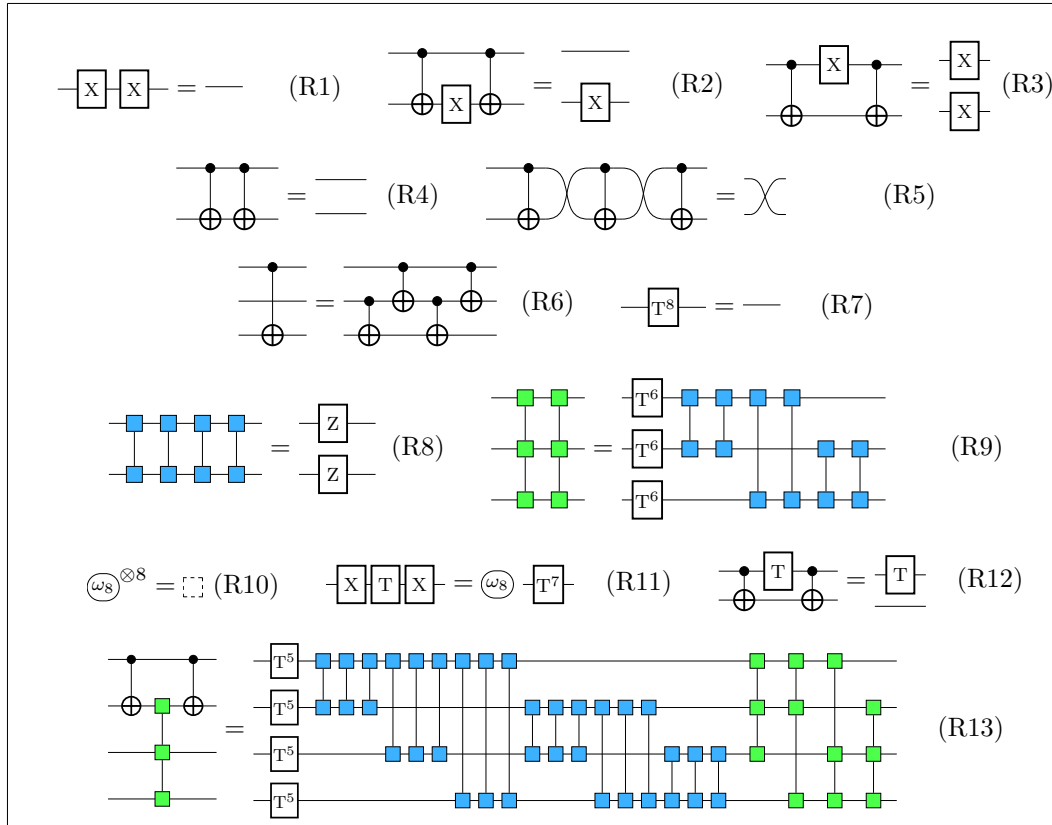 X X = (R1) X = X (R2) X = X X (R3)
= (R4) = (R5)
= (R6) T⁸ = (R7)
= Z Z (R8) = T⁶ T⁶ T⁶ (R9)
ω₈^⊗8 = (R10) X T X = ω₈ T⁷ (R11) T = T (R12)
= T⁵ T⁵ T⁵ T⁵ (R13)